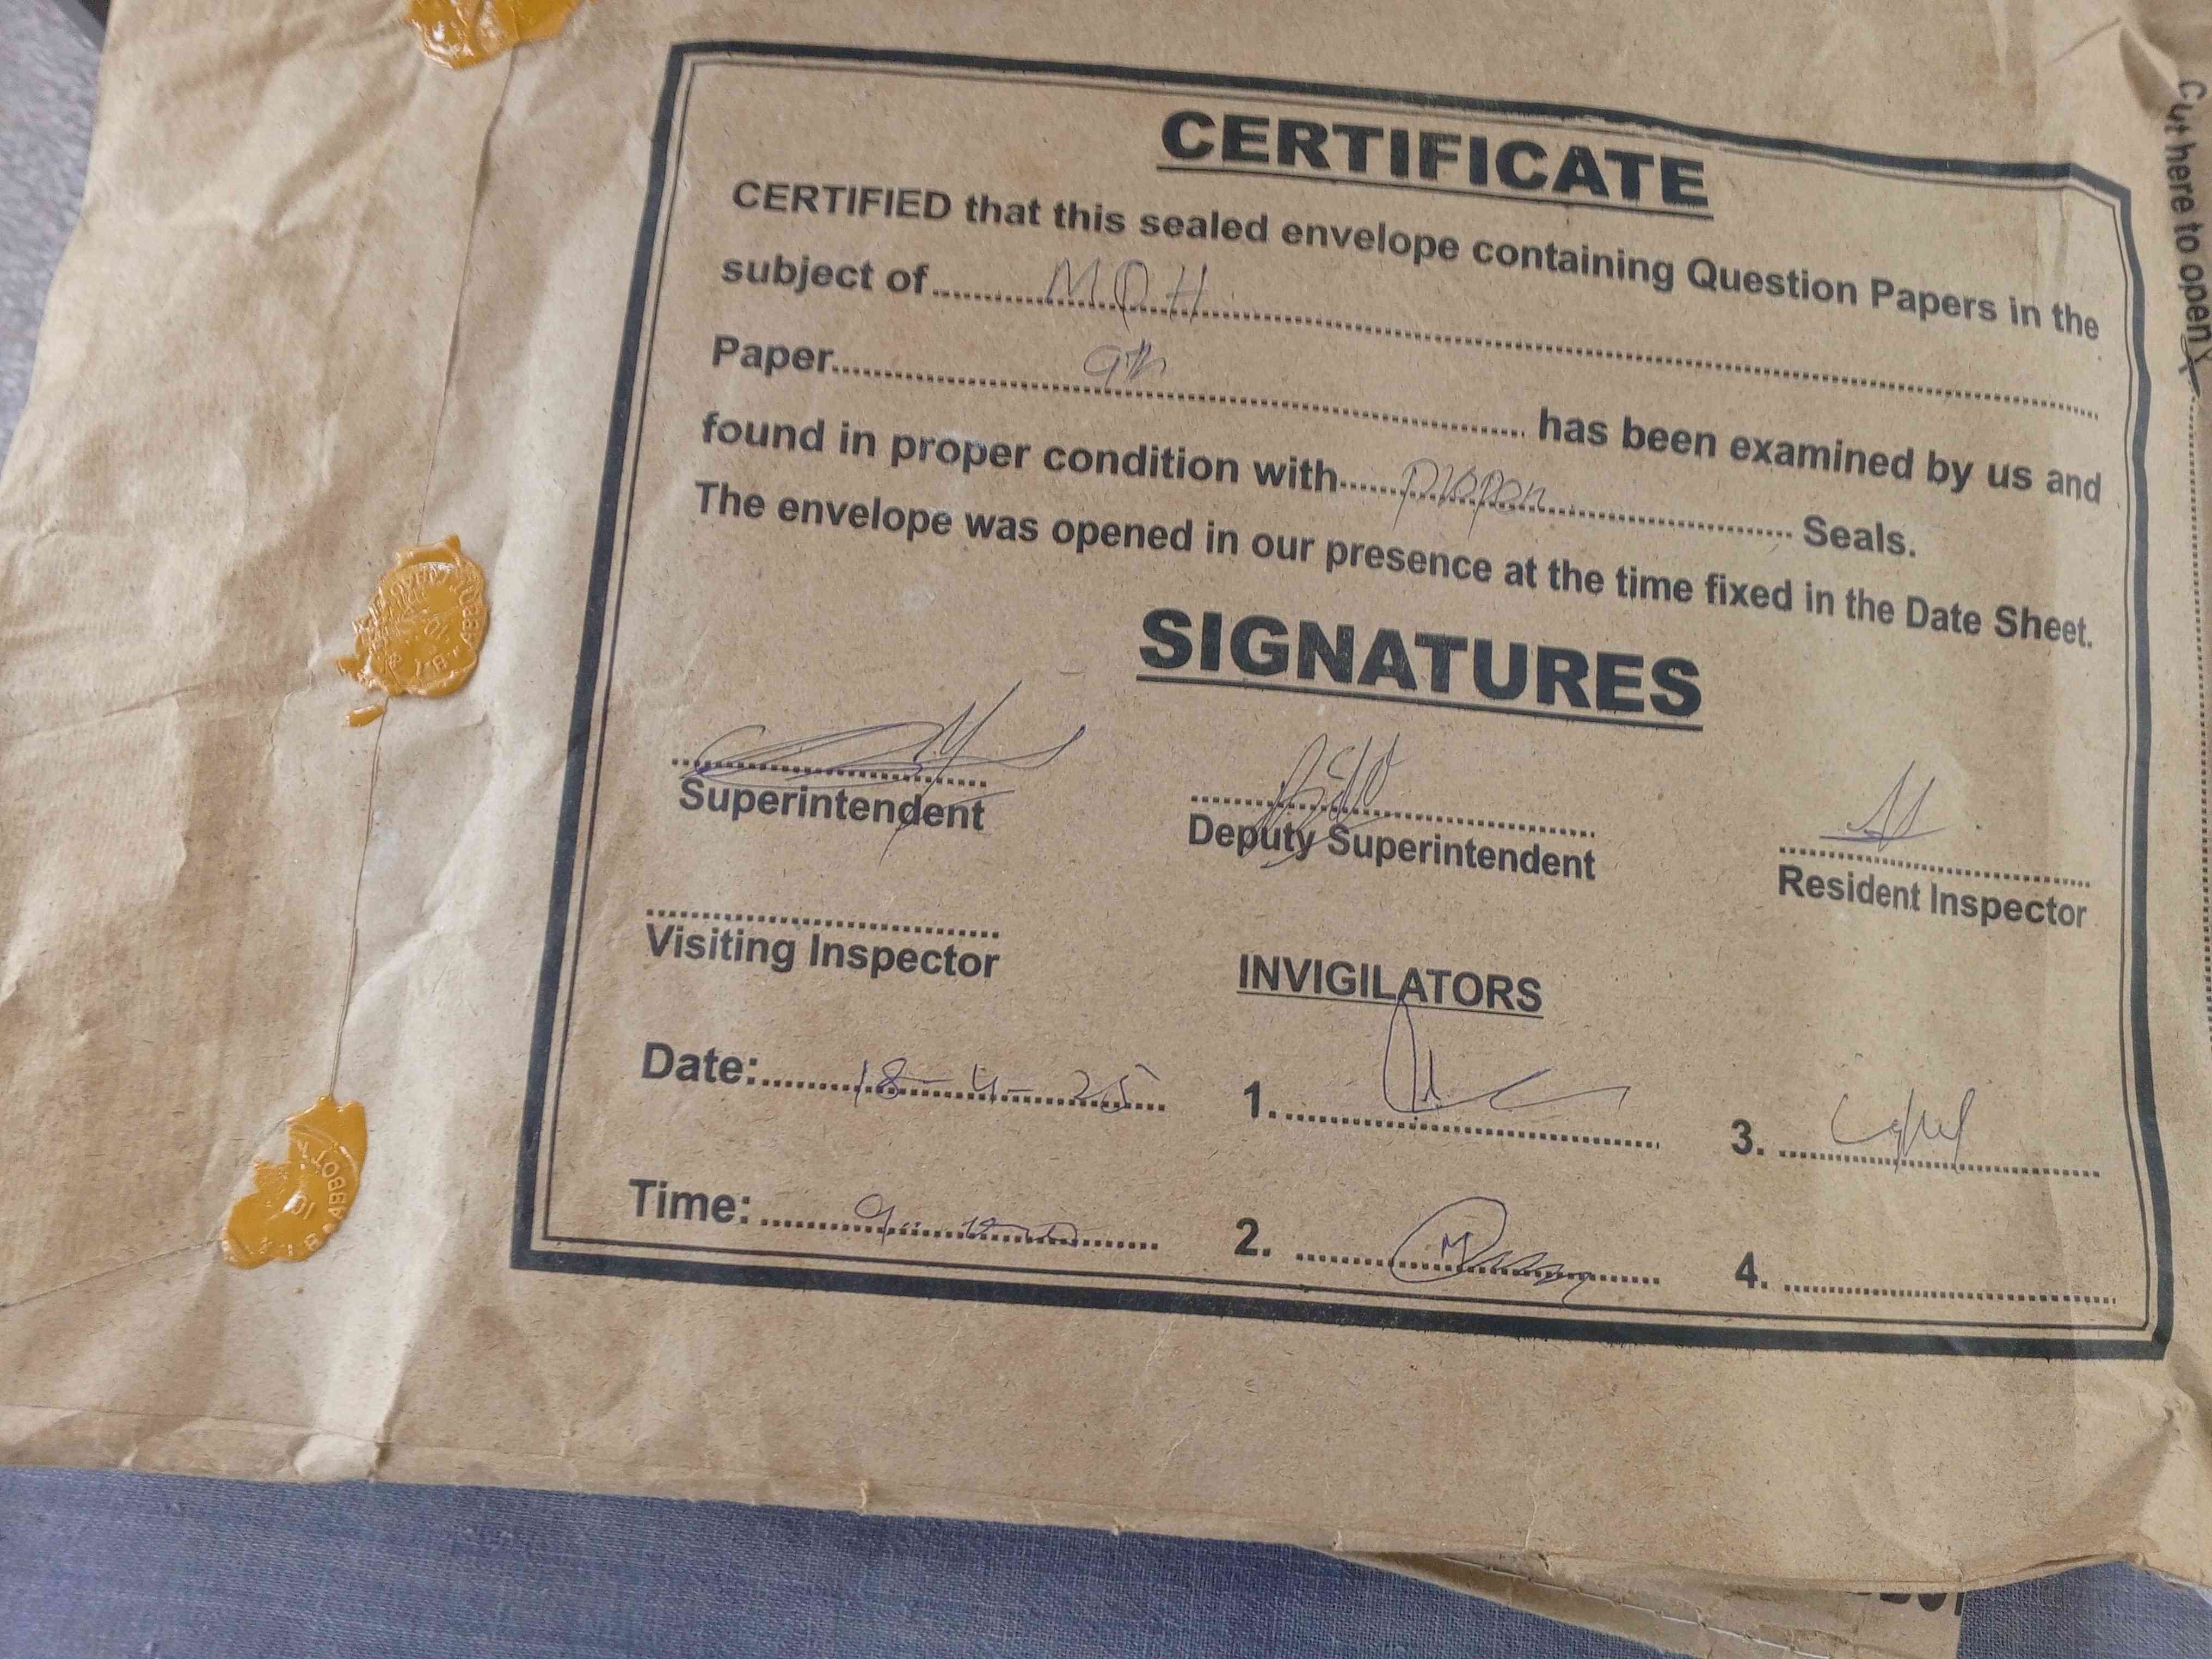 CERTIFICATE
CERTIFIED that this sealed envelope containing Question Papers in the
subject of M Q H
Paper 9th has been examined by us and
found in proper condition with proper Seals.
The envelope was opened in our presence at the time fixed in the Date Sheet.
SIGNATURES
Superintendent
Deputy Superintendent
Resident Inspector
Visiting Inspector
INVIGILATORS
Date: 18-4-25
1.
3.
Time: 9:
2.
4.
Cut here to open
ABBOT
10